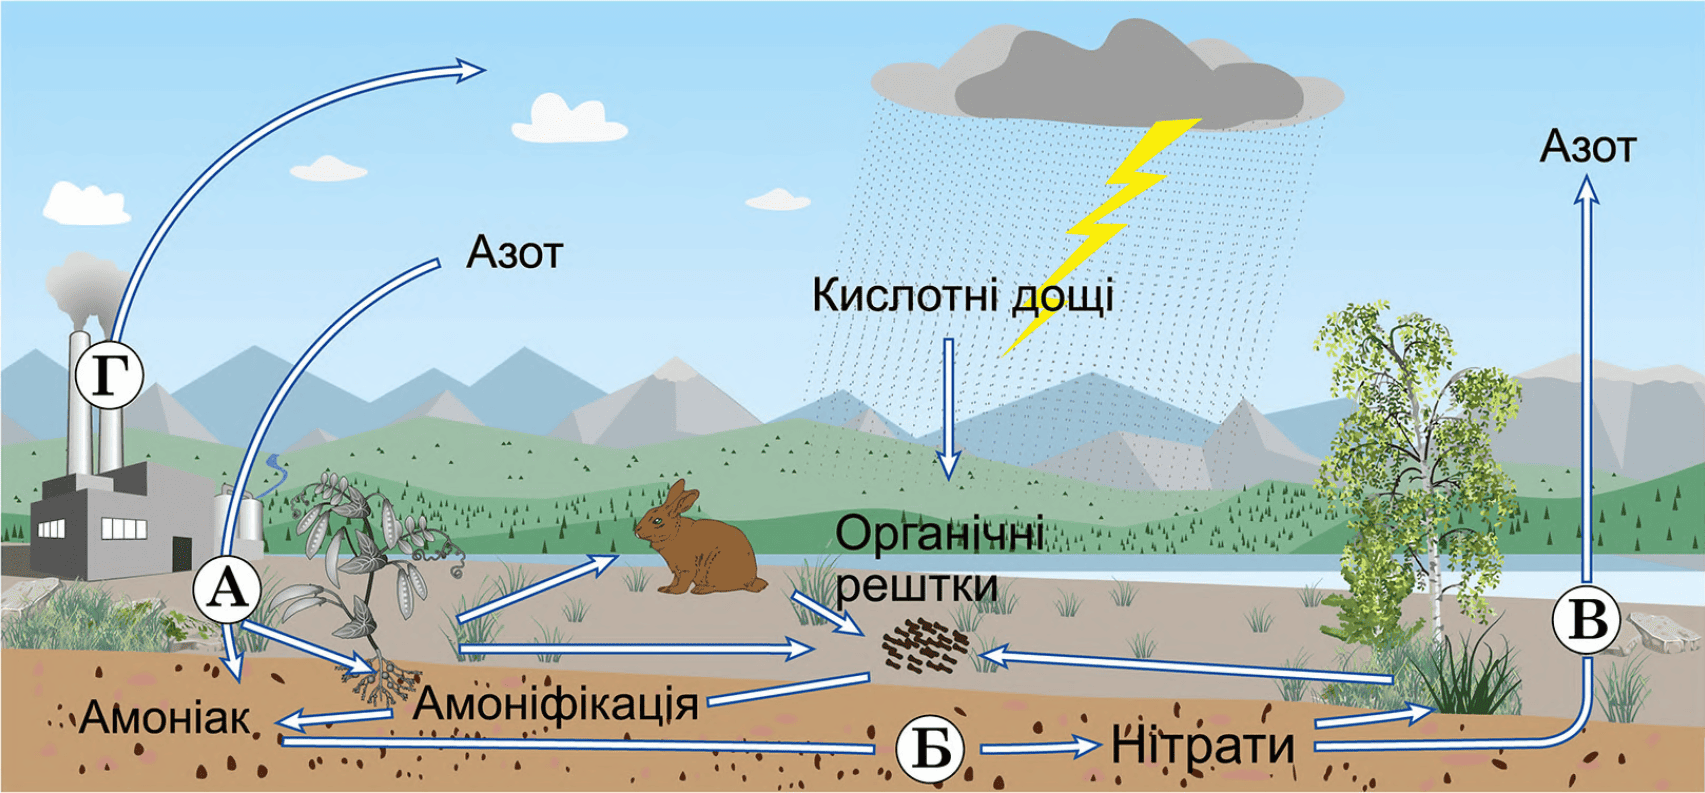 Азот
Азот
Кислотні дощі
Г
Органічні
рештки
А
В
Амоніак
Амоніфікація
Б
Нітрати